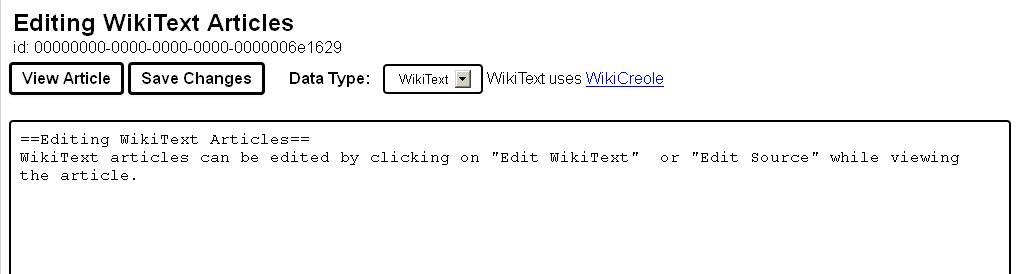 Editing WikiText Articles
id: 00000000-0000-0000-0000-0000006e1629
View Article Save Changes Data Type: WikiText WikiText uses WikiCreole
==Editing WikiText Articles==
WikiText articles can be edited by clicking on "Edit WikiText"  or "Edit Source" while viewing
the article.